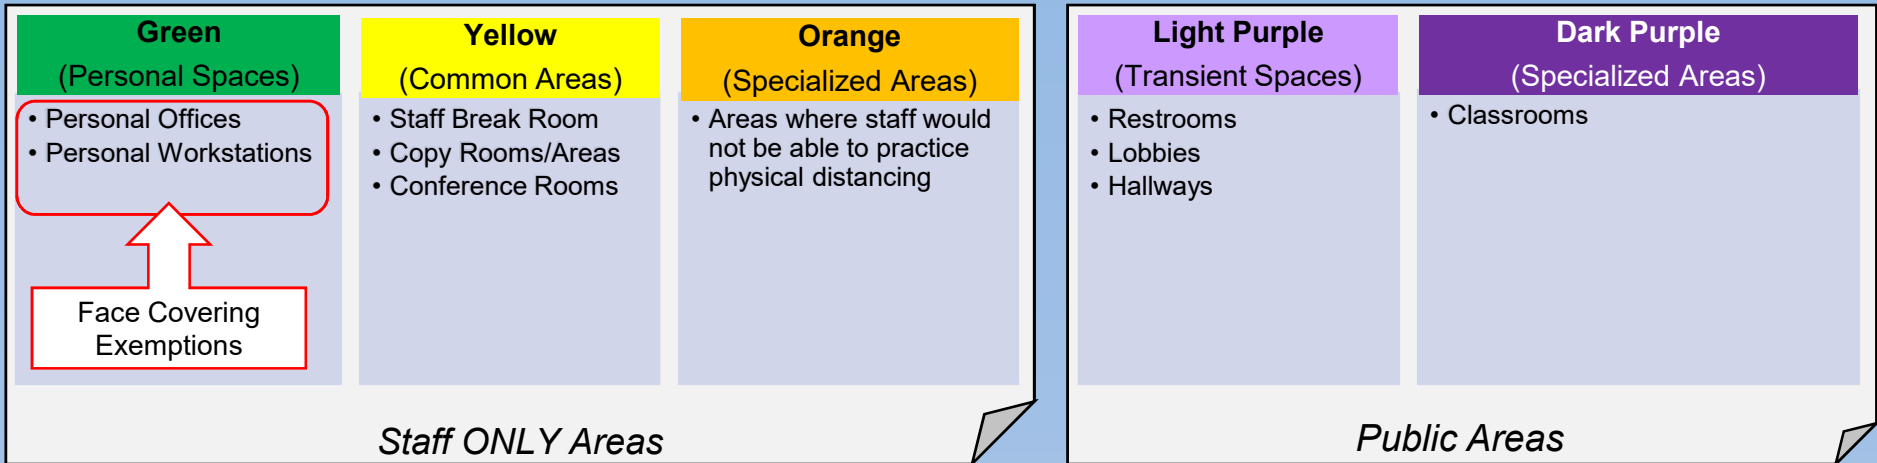 Green
(Personal Spaces)
• Personal Offices
• Personal Workstations
Face Covering
Exemptions
Yellow
(Common Areas)
• Staff Break Room
• Copy Rooms/Areas
• Conference Rooms
Orange
(Specialized Areas)
• Areas where staff would
not be able to practice
physical distancing
Staff ONLY Areas
Light Purple
(Transient Spaces)
• Restrooms
• Lobbies
• Hallways
Dark Purple
(Specialized Areas)
• Classrooms
Public Areas